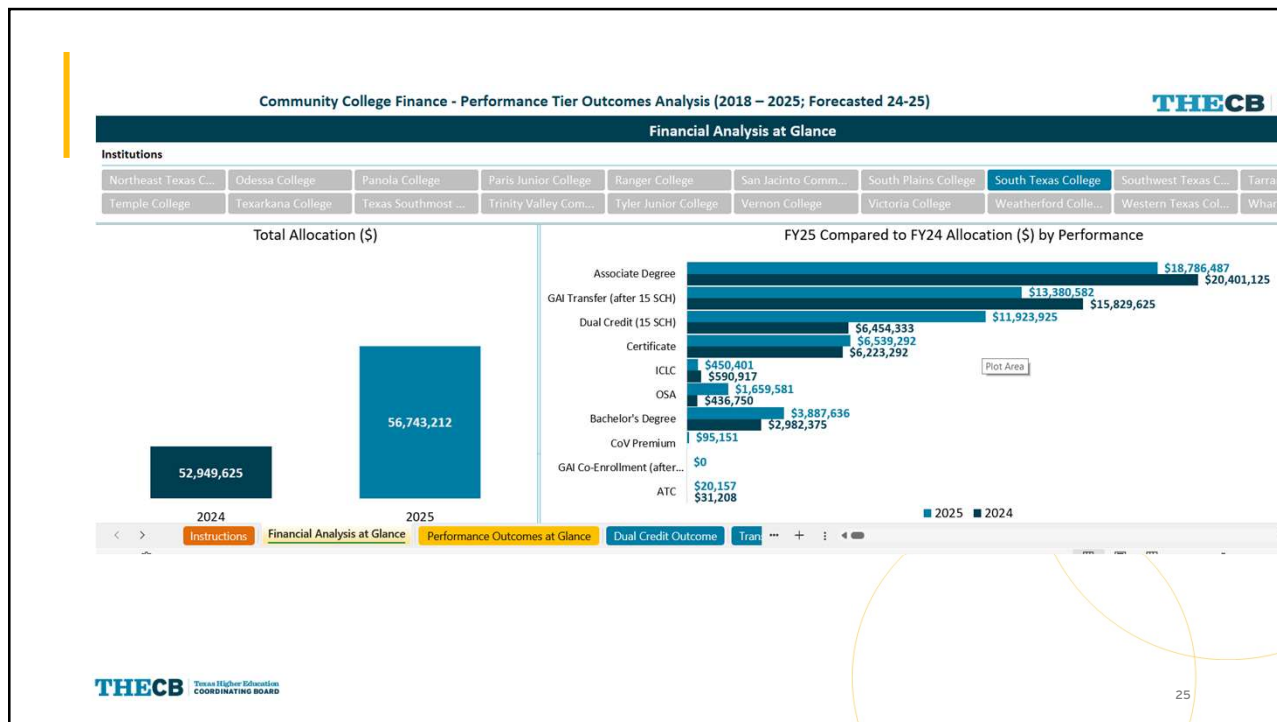 Community College Finance - Performance Tier Outcomes Analysis (2018 – 2025; Forecasted 24-25)
THECB
Financial Analysis at Glance
Institutions
Northeast Texas C... Odessa College Panola College Paris Junior College Ranger College San Jacinto Comm... South Plains College South Texas College Southwest Texas C... Tarra
Temple College Texarkana College Texas Southmost ... Trinity Valley Com... Tyler Junior College Vernon College Victoria College Weatherford Colle... Western Texas Col... Whar
Total Allocation ($)
52,949,625
56,743,212
2024 2025
FY25 Compared to FY24 Allocation ($) by Performance
Associate Degree $18,786,487
$20,401,125
GAI Transfer (after 15 SCH) $13,380,582
$15,829,625
Dual Credit (15 SCH) $11,923,925
$6,454,333
Certificate $6,539,292
$6,223,292
ICLC $450,401
$590,917
OSA $1,659,581
$436,750
Bachelor's Degree $3,887,636
$2,982,375
CoV Premium $95,151
GAI Co-Enrollment (after... $0
ATC $20,157
$31,208
Plot Area
2025 2024
Instructions Financial Analysis at Glance Performance Outcomes at Glance Dual Credit Outcome Tran ... +
THECB Texas Higher Education
COORDINATING BOARD
25